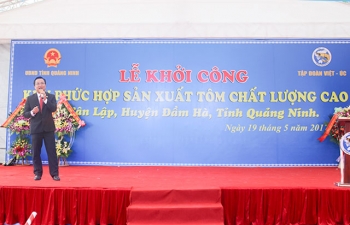 UBND TỈNH QUẢNG NINH
TẬP ĐOÀN VIỆT - ÚC
LỄ KHỞI CÔNG
PHỨC HỢP SẢN XUẤT TÔM CHẤT LƯỢNG CAO
Tân Lập, Huyện Đầm Hà, Tỉnh Quảng Ninh.
Ngày 19 tháng 5 năm